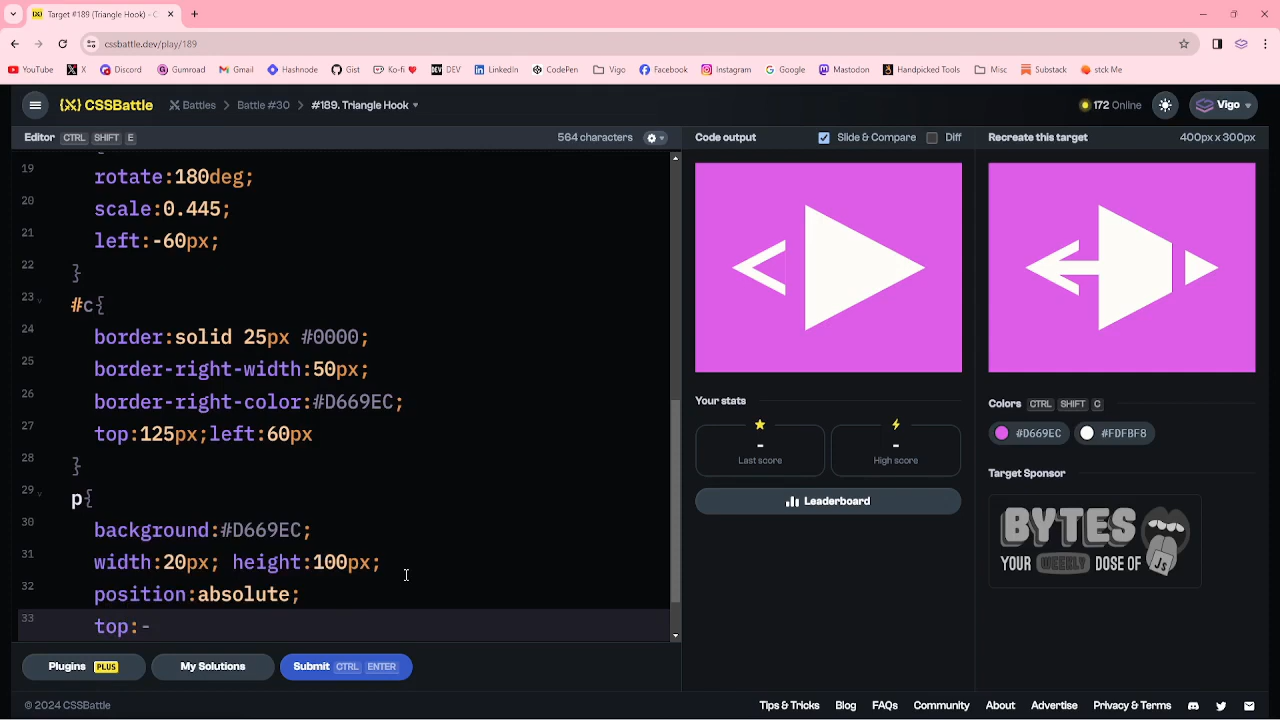 Target #189 (Triangle Hook) - C
cssbattle.dev/play/189
YouTube X Discord Gumroad Gmail Hashnode Gist Ko-fi DEV LinkedIn CodePen Vigo Facebook Instagram Google Mastodon Handpicked Tools Misc Substack stck Me
{X} CSSBattle Battles > Battle #30 > #189. Triangle Hook 172 Online Vigo
Editor CTRL SHIFT E 564 characters Code output Slide & Compare Diff Recreate this target 400px x 300px
19 {
rotate:180deg;
20
scale:0.445;
21
left:-60px;
22
}
23
#c{
24
border:solid 25px #0000;
25
border-right-width:50px;
26
border-right-color:#D669EC;
27
top:125px;left:60px
28
}
29
p{
30
background:#D669EC;
31
width:20px; height:100px;
32
position:absolute;
33
top:-
Your stats
-
Last score
-
High score
Leaderboard
Colors CTRL SHIFT C
#D669EC #FDFBF8
Target Sponsor
BYTES
YOUR WEEKLY DOSE OF JS
Plugins PLUS My Solutions Submit CTRL ENTER
© 2024 CSSBattle Tips & Tricks Blog FAQs Community About Advertise Privacy & Terms